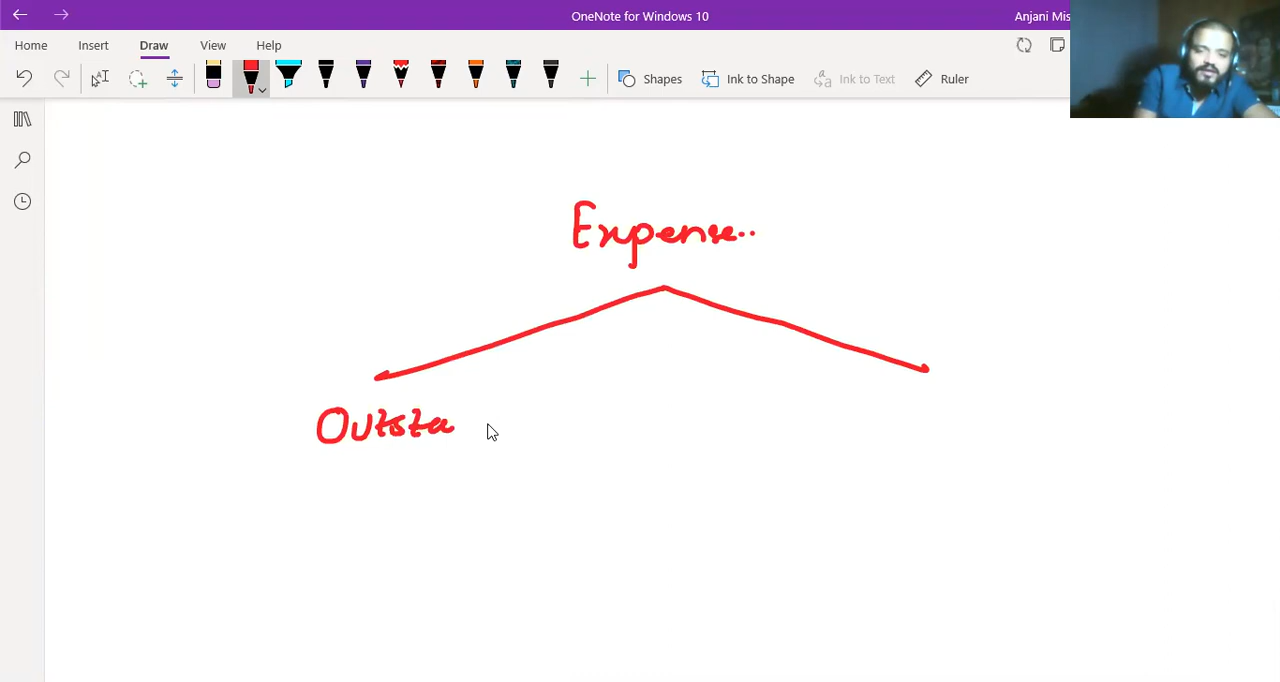 OneNote for Windows 10
Anjani Mis
Home Insert Draw View Help
Shapes Ink to Shape Ink to Text Ruler
Expense..
Outsta